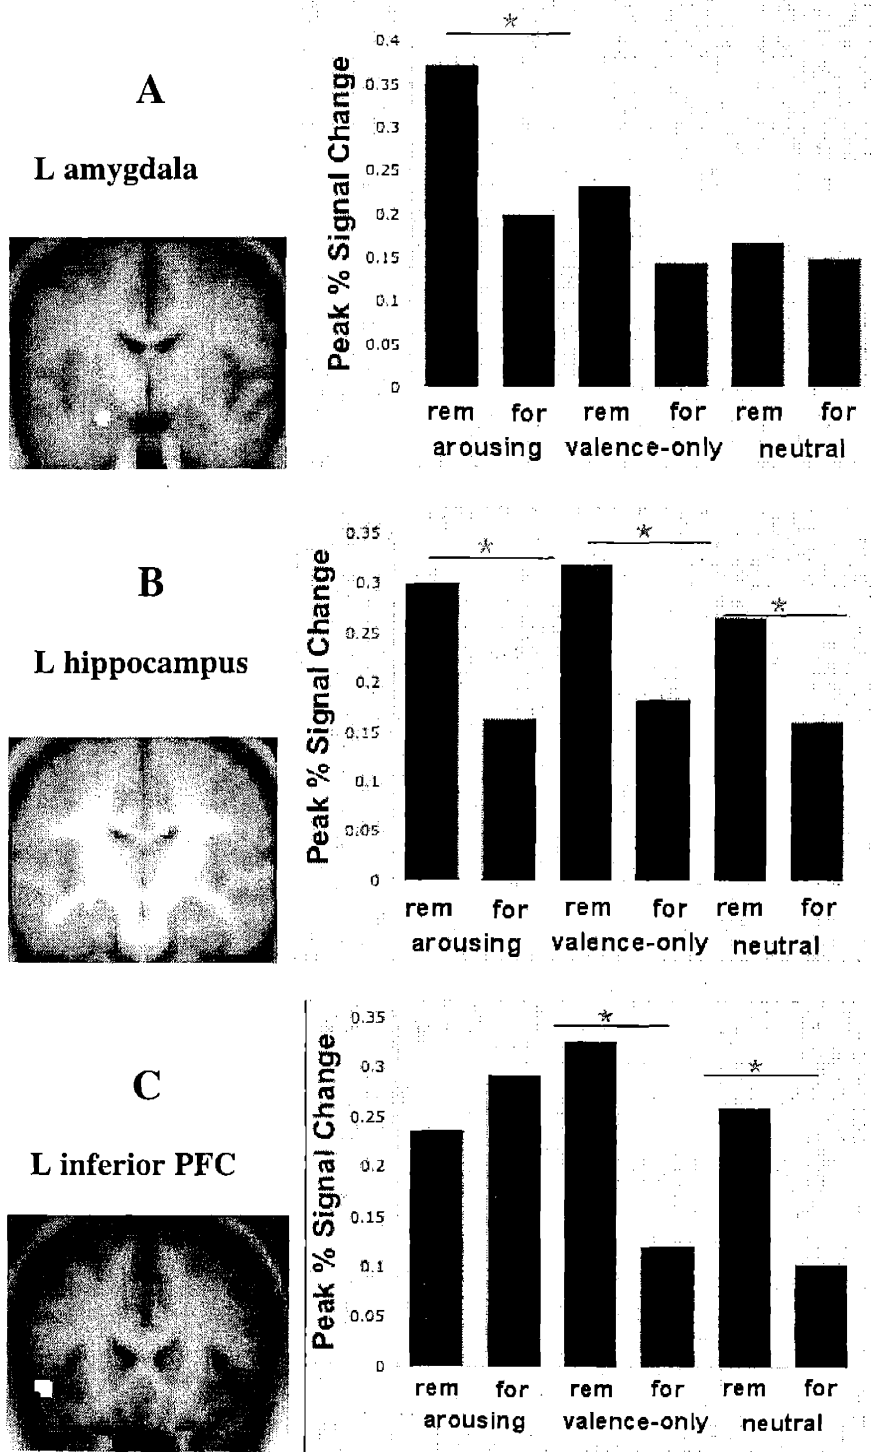 A
L amygdala
Peak % Signal Change
*
0.4
0.35
0.3
0.25
0.2
0.15
0.1
0.05
0
rem for rem for rem for
arousing valence-only neutral
B
L hippocampus
Peak % Signal Change
* * *
0.35
0.3
0.25
0.2
0.15
0.1
0.05
0
rem for rem for rem for
arousing valence-only neutral
C
L inferior PFC
Peak % Signal Change
* *
0.35
0.3
0.25
0.2
0.15
0.1
0.05
0
rem for rem for rem for
arousing valence-only neutral